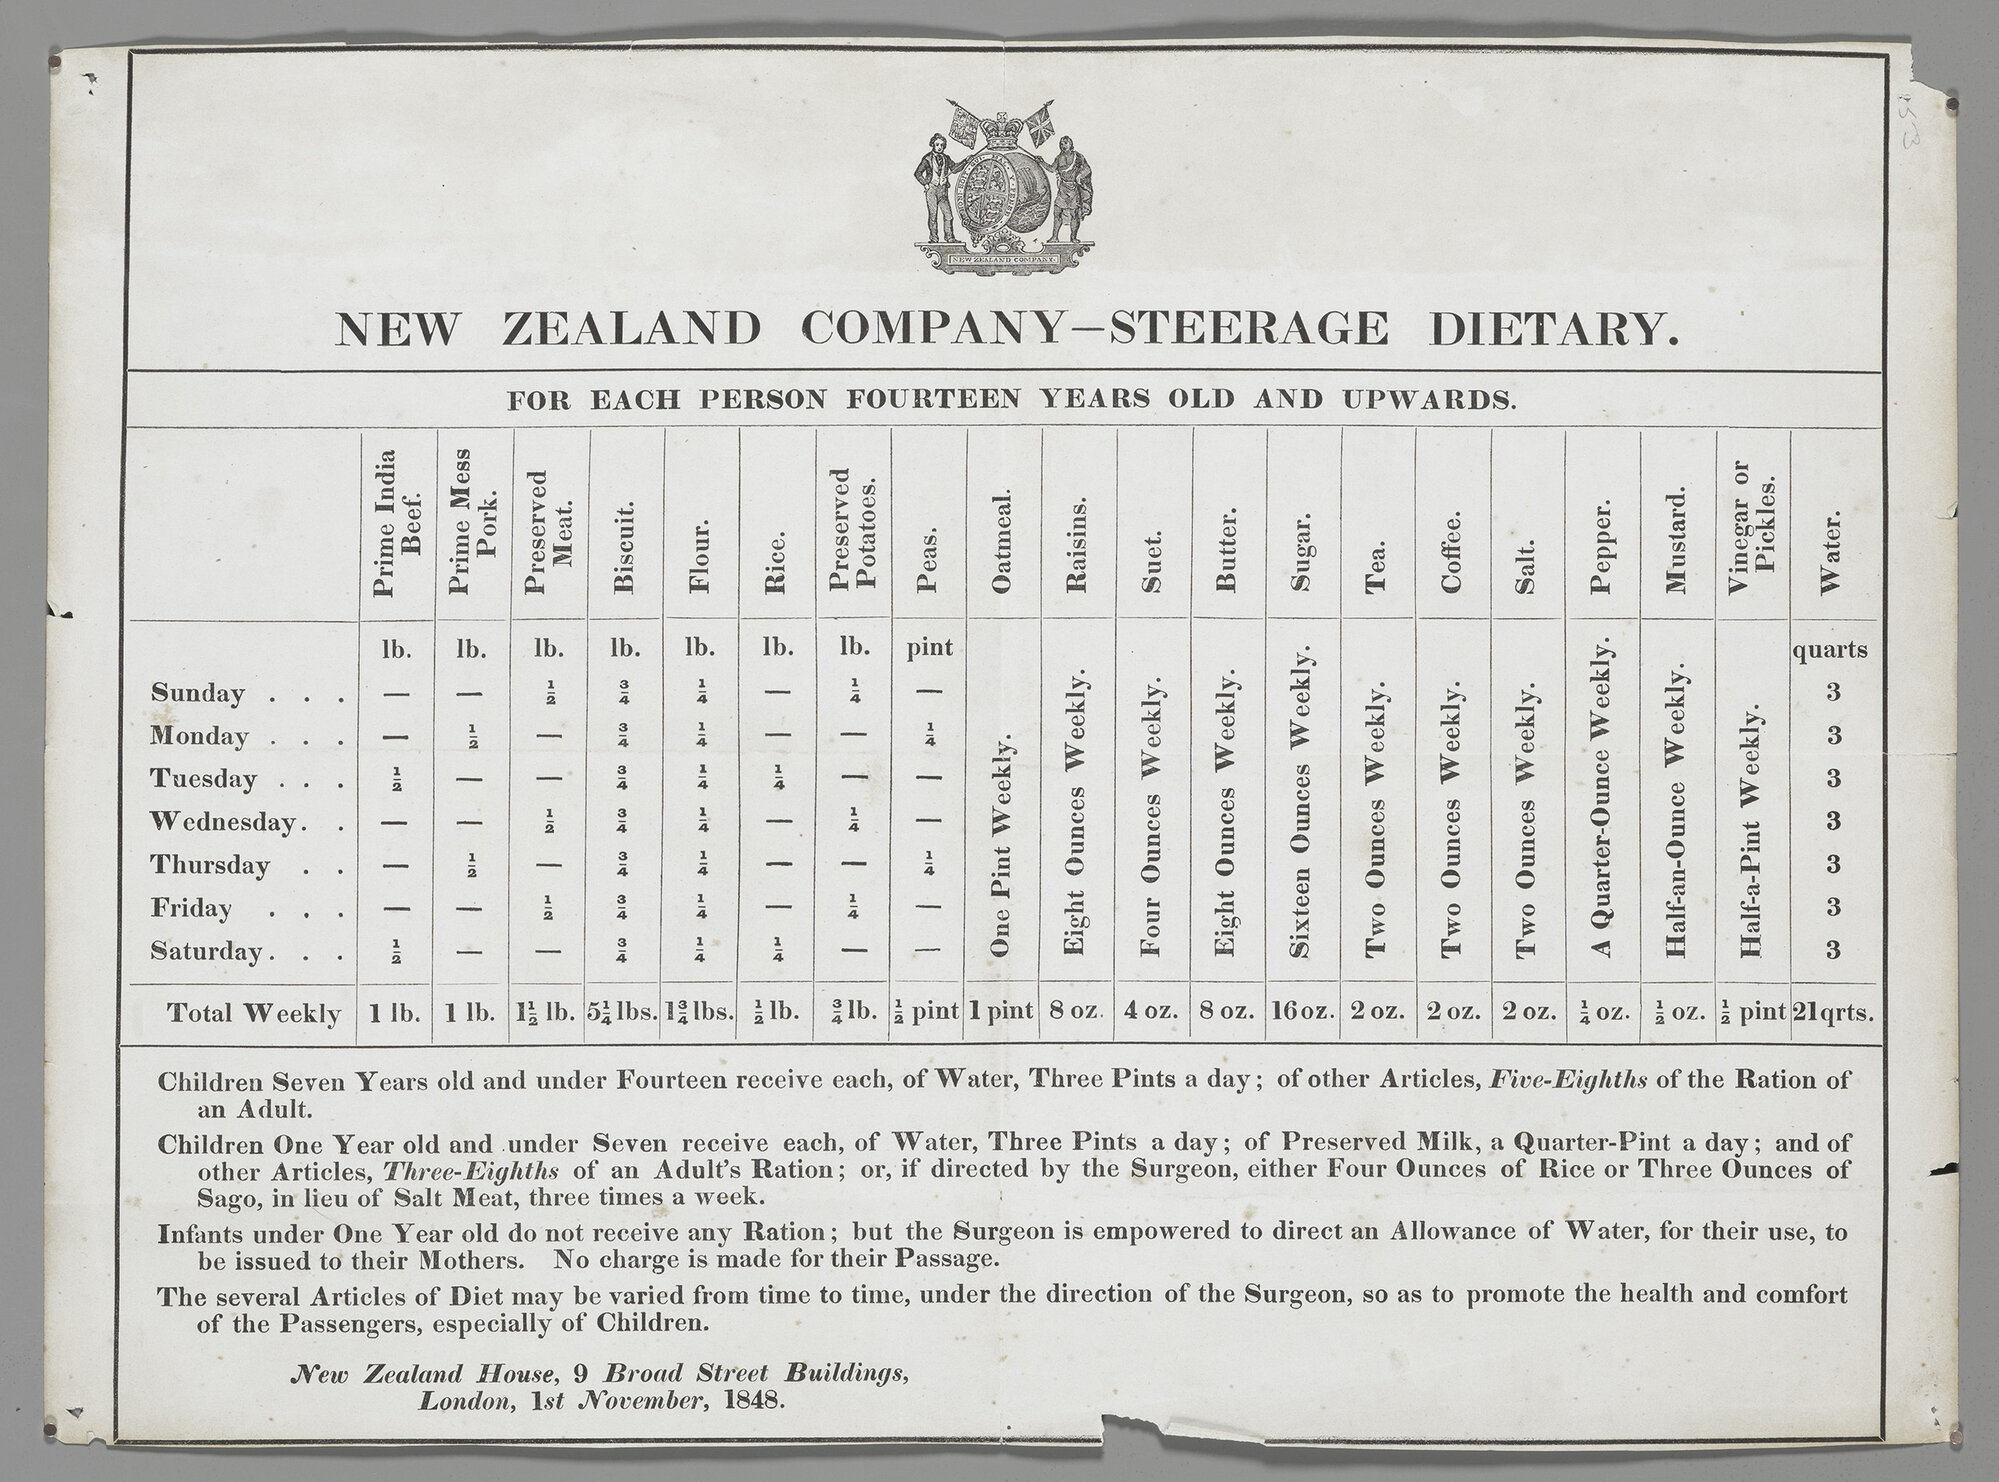 NEW ZEALAND COMPANY.
NEW ZEALAND COMPANY—STEERAGE DIETARY.
FOR EACH PERSON FOURTEEN YEARS OLD AND UPWARDS.
Prime India Beef. Prime Mess Pork. Preserved Meat. Biscuit. Flour. Rice. Preserved Potatoes. Peas. Oatmeal. Raisins. Suet. Butter. Sugar. Tea. Coffee. Salt. Pepper. Mustard. Vinegar or Pickles. Water.
lb. lb. lb. lb. lb. lb. lb. pint quarts
Sunday . . . — — ½ ¾ ¼ — ¼ — 3
Monday . . . — ½ — ¾ ¼ — — ¼ 3
Tuesday . . . ½ — — ¾ ¼ ¼ — — 3
Wednesday. . — — ½ ¾ ¼ — ¼ — 3
Thursday . . — ½ — ¾ ¼ — — ¼ 3
Friday . . . — — ½ ¾ ¼ — ¼ — 3
Saturday. . . ½ — — ¾ ¼ ¼ — — 3
One Pint Weekly.
Eight Ounces Weekly.
Four Ounces Weekly.
Eight Ounces Weekly.
Sixteen Ounces Weekly.
Two Ounces Weekly.
Two Ounces Weekly.
Two Ounces Weekly.
A Quarter-Ounce Weekly.
Half-an-Ounce Weekly.
Half-a-Pint Weekly.
Total Weekly 1 lb. 1 lb. 1½ lb. 5¼ lbs. 1¾ lbs. ½ lb. ¾ lb. ½ pint 1 pint 8 oz. 4 oz. 8 oz. 16 oz. 2 oz. 2 oz. 2 oz. ¼ oz. ½ oz. ½ pint 21 qrts.
Children Seven Years old and under Fourteen receive each, of Water, Three Pints a day; of other Articles, Five-Eighths of the Ration of
an Adult.
Children One Year old and under Seven receive each, of Water, Three Pints a day; of Preserved Milk, a Quarter-Pint a day; and of
other Articles, Three-Eighths of an Adult's Ration; or, if directed by the Surgeon, either Four Ounces of Rice or Three Ounces of
Sago, in lieu of Salt Meat, three times a week.
Infants under One Year old do not receive any Ration; but the Surgeon is empowered to direct an Allowance of Water, for their use, to
be issued to their Mothers. No charge is made for their Passage.
The several Articles of Diet may be varied from time to time, under the direction of the Surgeon, so as to promote the health and comfort
of the Passengers, especially of Children.
New Zealand House, 9 Broad Street Buildings,
London, 1st November, 1848.